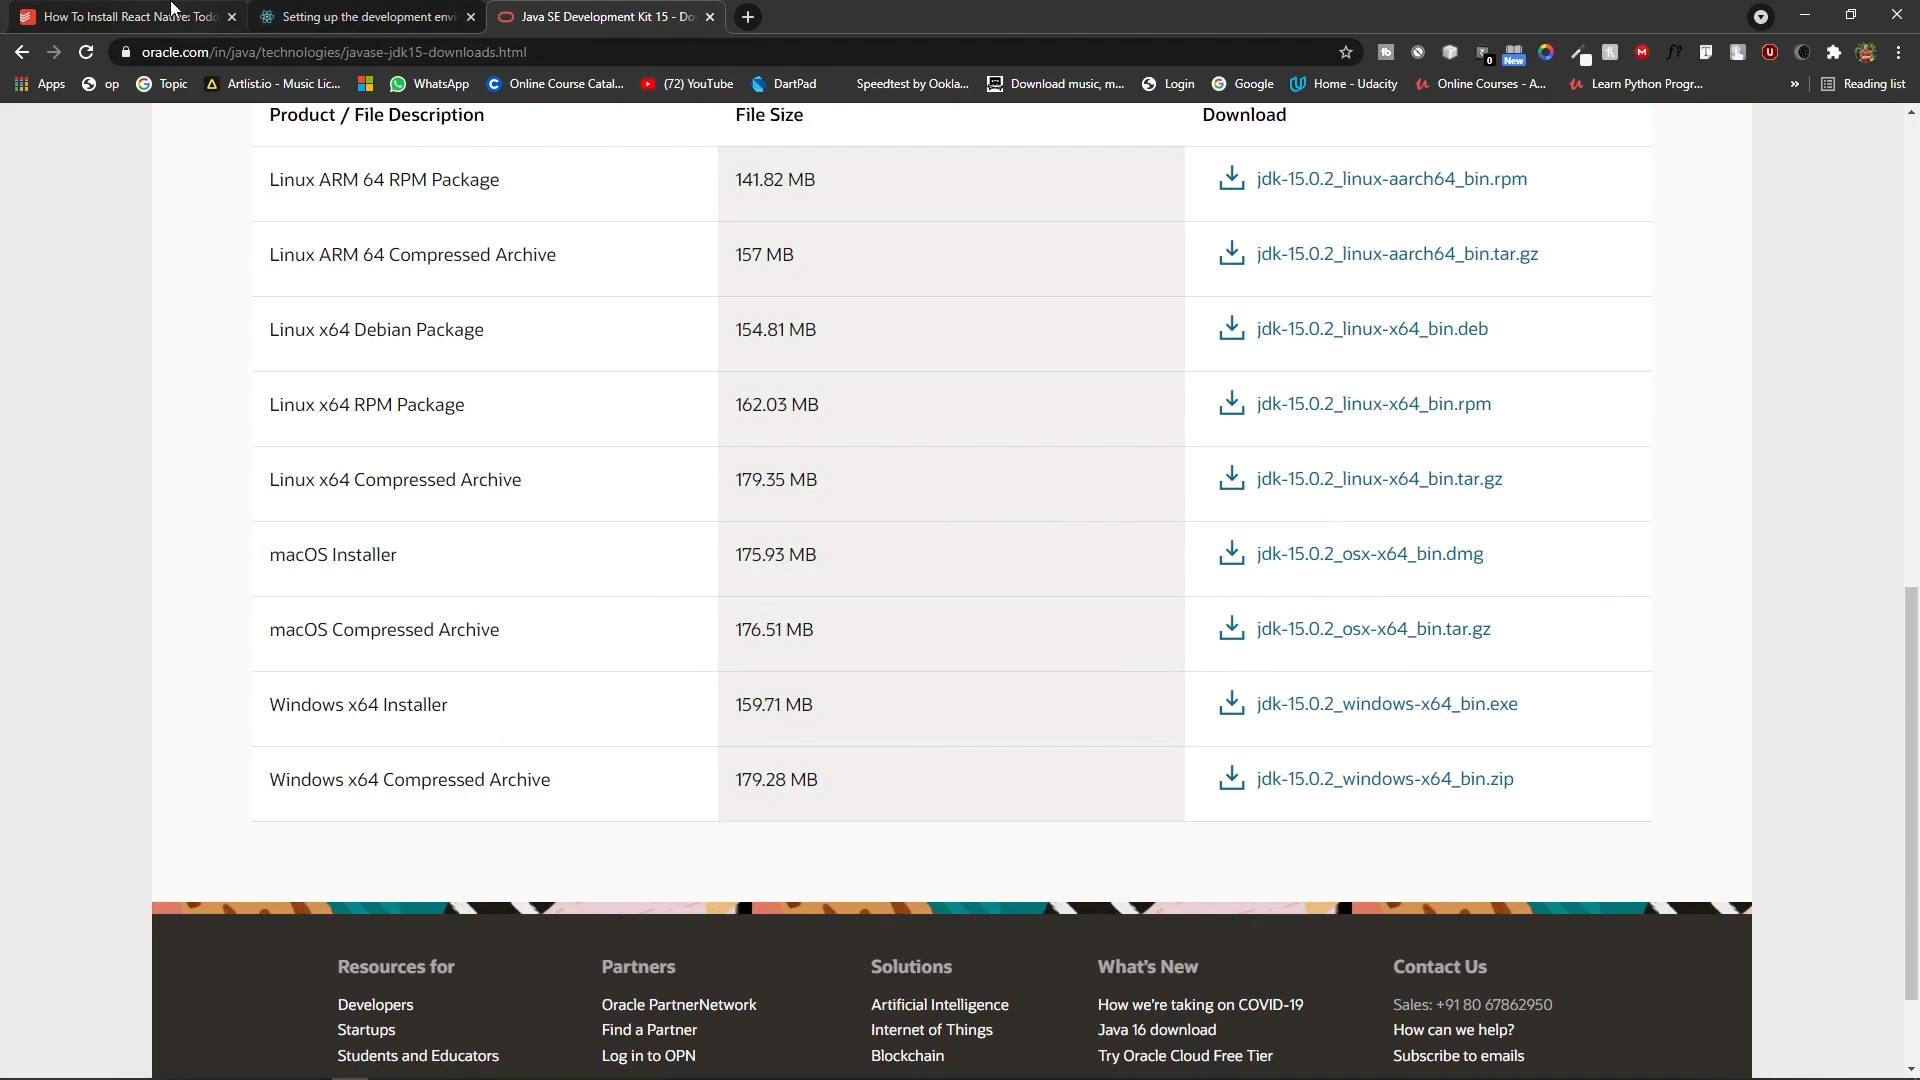 How To Install React Native: Todo
Setting up the development envi
Java SE Development Kit 15 - Do
oracle.com/in/java/technologies/javase-jdk15-downloads.html
0
New
f?
Apps
op
Topic
Artlist.io - Music Lic...
WhatsApp
Online Course Catal...
(72) YouTube
DartPad
Speedtest by Ookla...
Download music, m...
Login
Google
Home - Udacity
Online Courses - A...
Learn Python Progr...
»
Reading list
Product / File Description File Size Download
Linux ARM 64 RPM Package 141.82 MB jdk-15.0.2_linux-aarch64_bin.rpm
Linux ARM 64 Compressed Archive 157 MB jdk-15.0.2_linux-aarch64_bin.tar.gz
Linux x64 Debian Package 154.81 MB jdk-15.0.2_linux-x64_bin.deb
Linux x64 RPM Package 162.03 MB jdk-15.0.2_linux-x64_bin.rpm
Linux x64 Compressed Archive 179.35 MB jdk-15.0.2_linux-x64_bin.tar.gz
macOS Installer 175.93 MB jdk-15.0.2_osx-x64_bin.dmg
macOS Compressed Archive 176.51 MB jdk-15.0.2_osx-x64_bin.tar.gz
Windows x64 Installer 159.71 MB jdk-15.0.2_windows-x64_bin.exe
Windows x64 Compressed Archive 179.28 MB jdk-15.0.2_windows-x64_bin.zip
Resources for
Developers
Startups
Students and Educators
Partners
Oracle PartnerNetwork
Find a Partner
Log in to OPN
Solutions
Artificial Intelligence
Internet of Things
Blockchain
What's New
How we're taking on COVID-19
Java 16 download
Try Oracle Cloud Free Tier
Contact Us
Sales: +91 80 67862950
How can we help?
Subscribe to emails